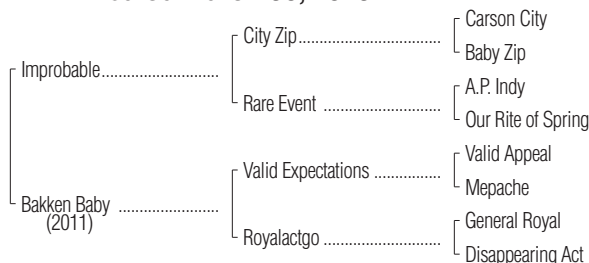 Carson City
City Zip..........................................
Baby Zip
Improbable...................................
A.P. Indy
Rare Event ...................................
Our Rite of Spring
Valid Appeal
Valid Expectations ...................
Mepache
Bakken Baby ..............................
(2011)
General Royal
Royalactgo...................................
Disappearing Act